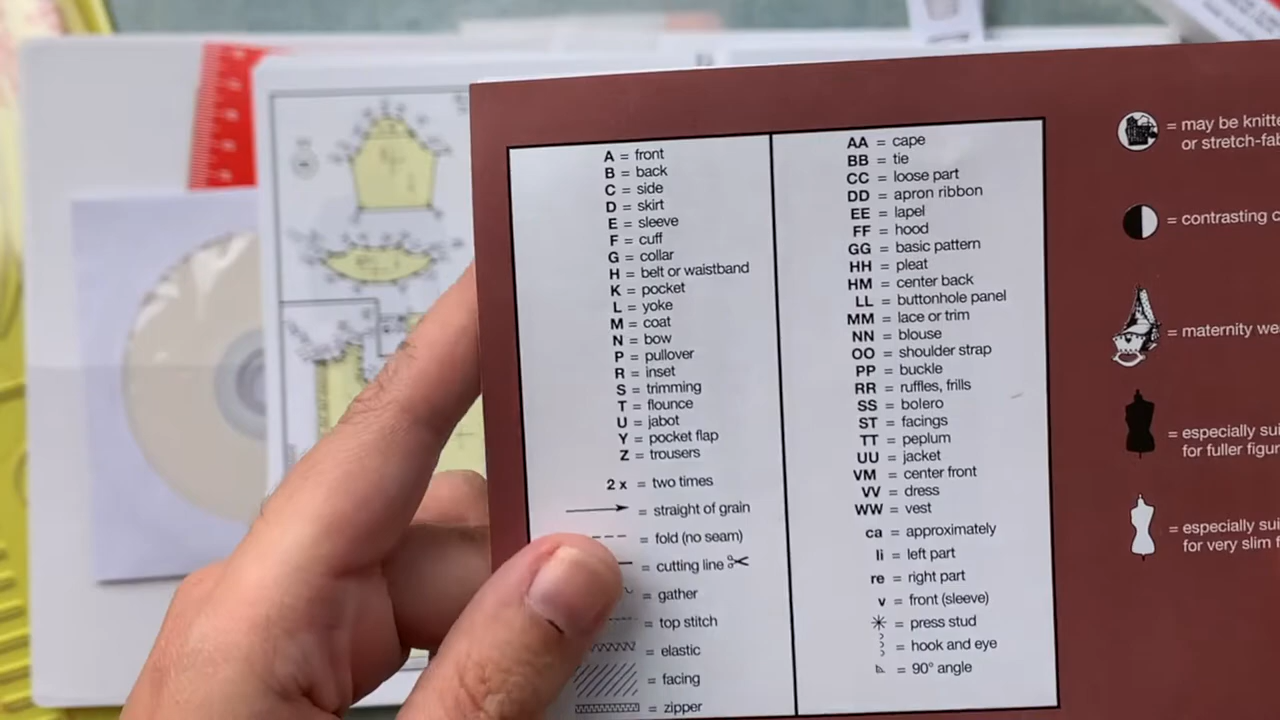 A = front
B = back
C = side
D = skirt
E = sleeve
F = cuff
G = collar
H = belt or waistband
K = pocket
L = yoke
M = coat
N = bow
P = pullover
R = inset
S = trimming
T = flounce
U = jabot
Y = pocket flap
Z = trousers
2 x = two times
= straight of grain
= fold (no seam)
= cutting line
= gather
= top stitch
= elastic
= facing
= zipper
AA = cape
BB = tie
CC = loose part
DD = apron ribbon
EE = lapel
FF = hood
GG = basic pattern
HH = pleat
HM = center back
LL = buttonhole panel
MM = lace or trim
NN = blouse
OO = shoulder strap
PP = buckle
RR = ruffles, frills
SS = bolero
ST = facings
TT = peplum
UU = jacket
VM = center front
VV = dress
WW = vest
ca = approximately
li = left part
re = right part
v = front (sleeve)
= press stud
= hook and eye
= 90° angle
= may be
or stretch-
= contrasting
= maternity
= especially
for fuller
= especially
for very slim